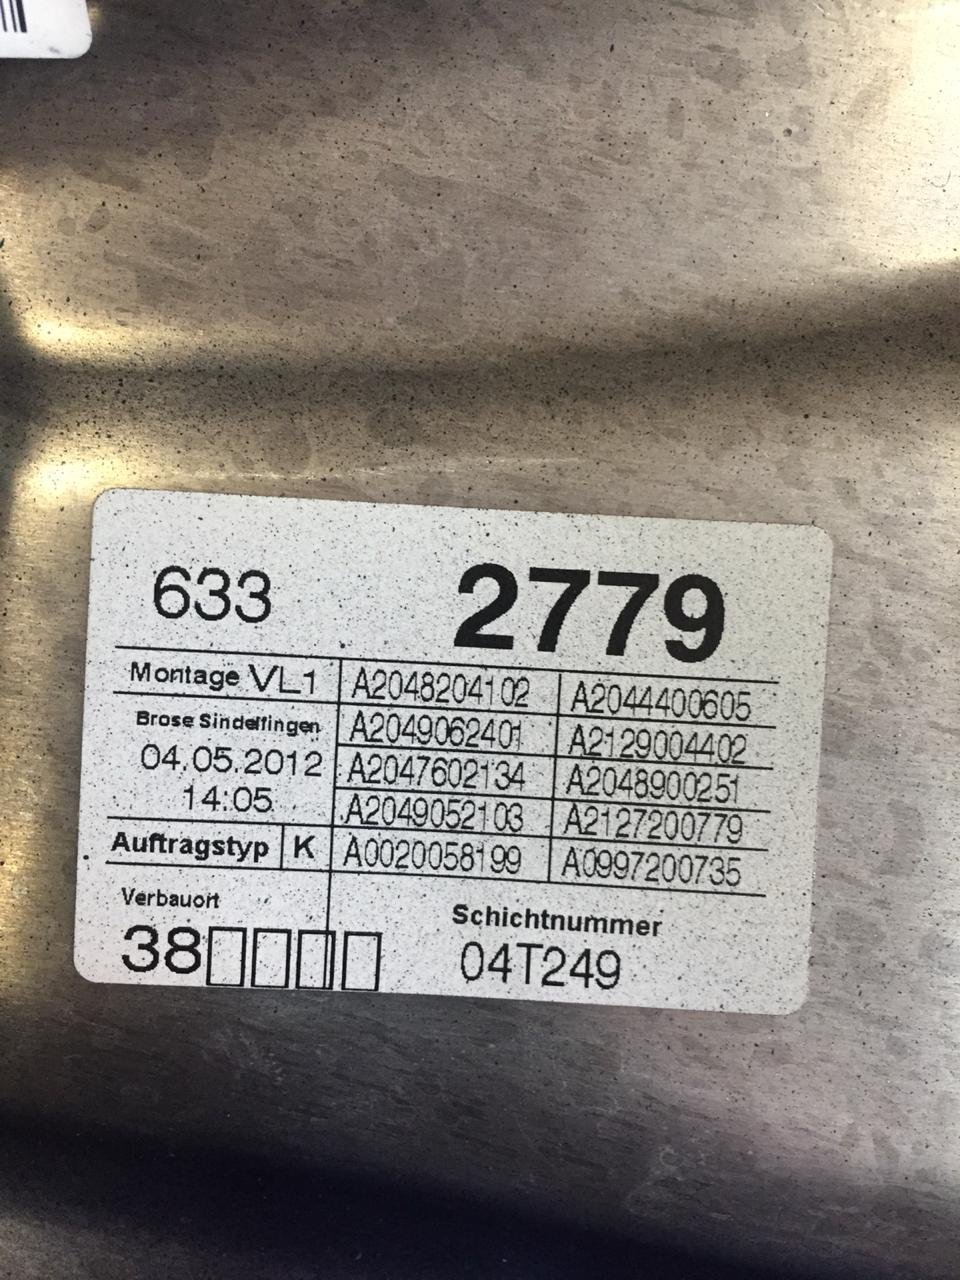 633 2779
Montage VL1 A2048204102 A2044400605
Brose Sindelfingen A2049062401 A2129004402
04.05.2012 A2047602134 A2048900251
14:05 A2049052103 A2127200779
Auftragstyp K A0020058199 A0997200735
Verbauort Schichtnummer
38□□□□ 04T249